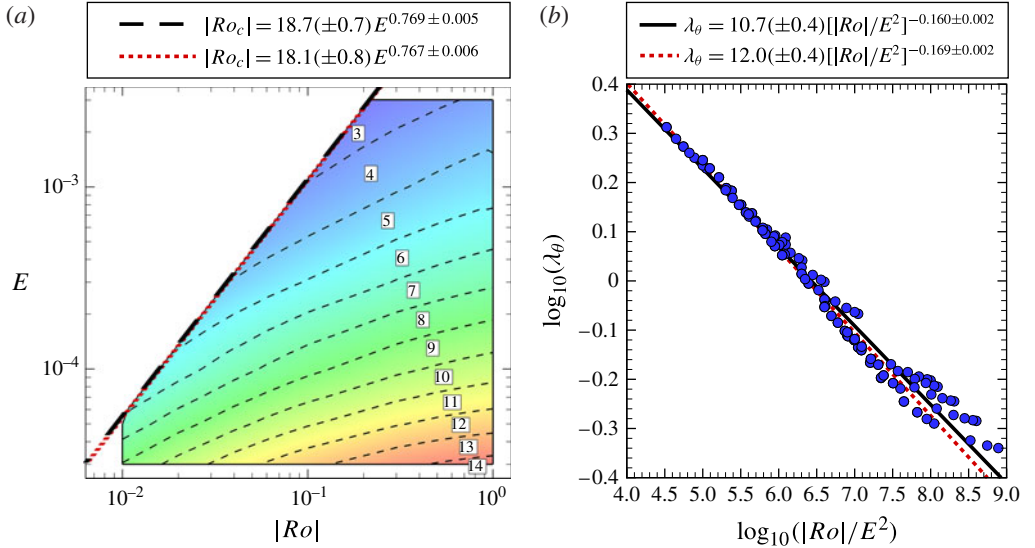 (a)
|Ro_c| = 18.7(±0.7)E^{0.769±0.005}
|Ro_c| = 18.1(±0.8)E^{0.767±0.006}
E
10^{−3}
10^{−4}
3
4
5
6
7
8
9
10
11
12
13
14
10^{−2}
10^{−1}
10^{0}
|Ro|
(b)
λ_θ = 10.7(±0.4)[|Ro|/E^2]^{−0.160±0.002}
λ_θ = 12.0(±0.4)[|Ro|/E^2]^{−0.169±0.002}
log_{10}(λ_θ)
0.4
0.3
0.2
0.1
0
−0.1
−0.2
−0.3
−0.4
4.0 4.5 5.0 5.5 6.0 6.5 7.0 7.5 8.0 8.5 9.0
log_{10}(|Ro|/E^2)